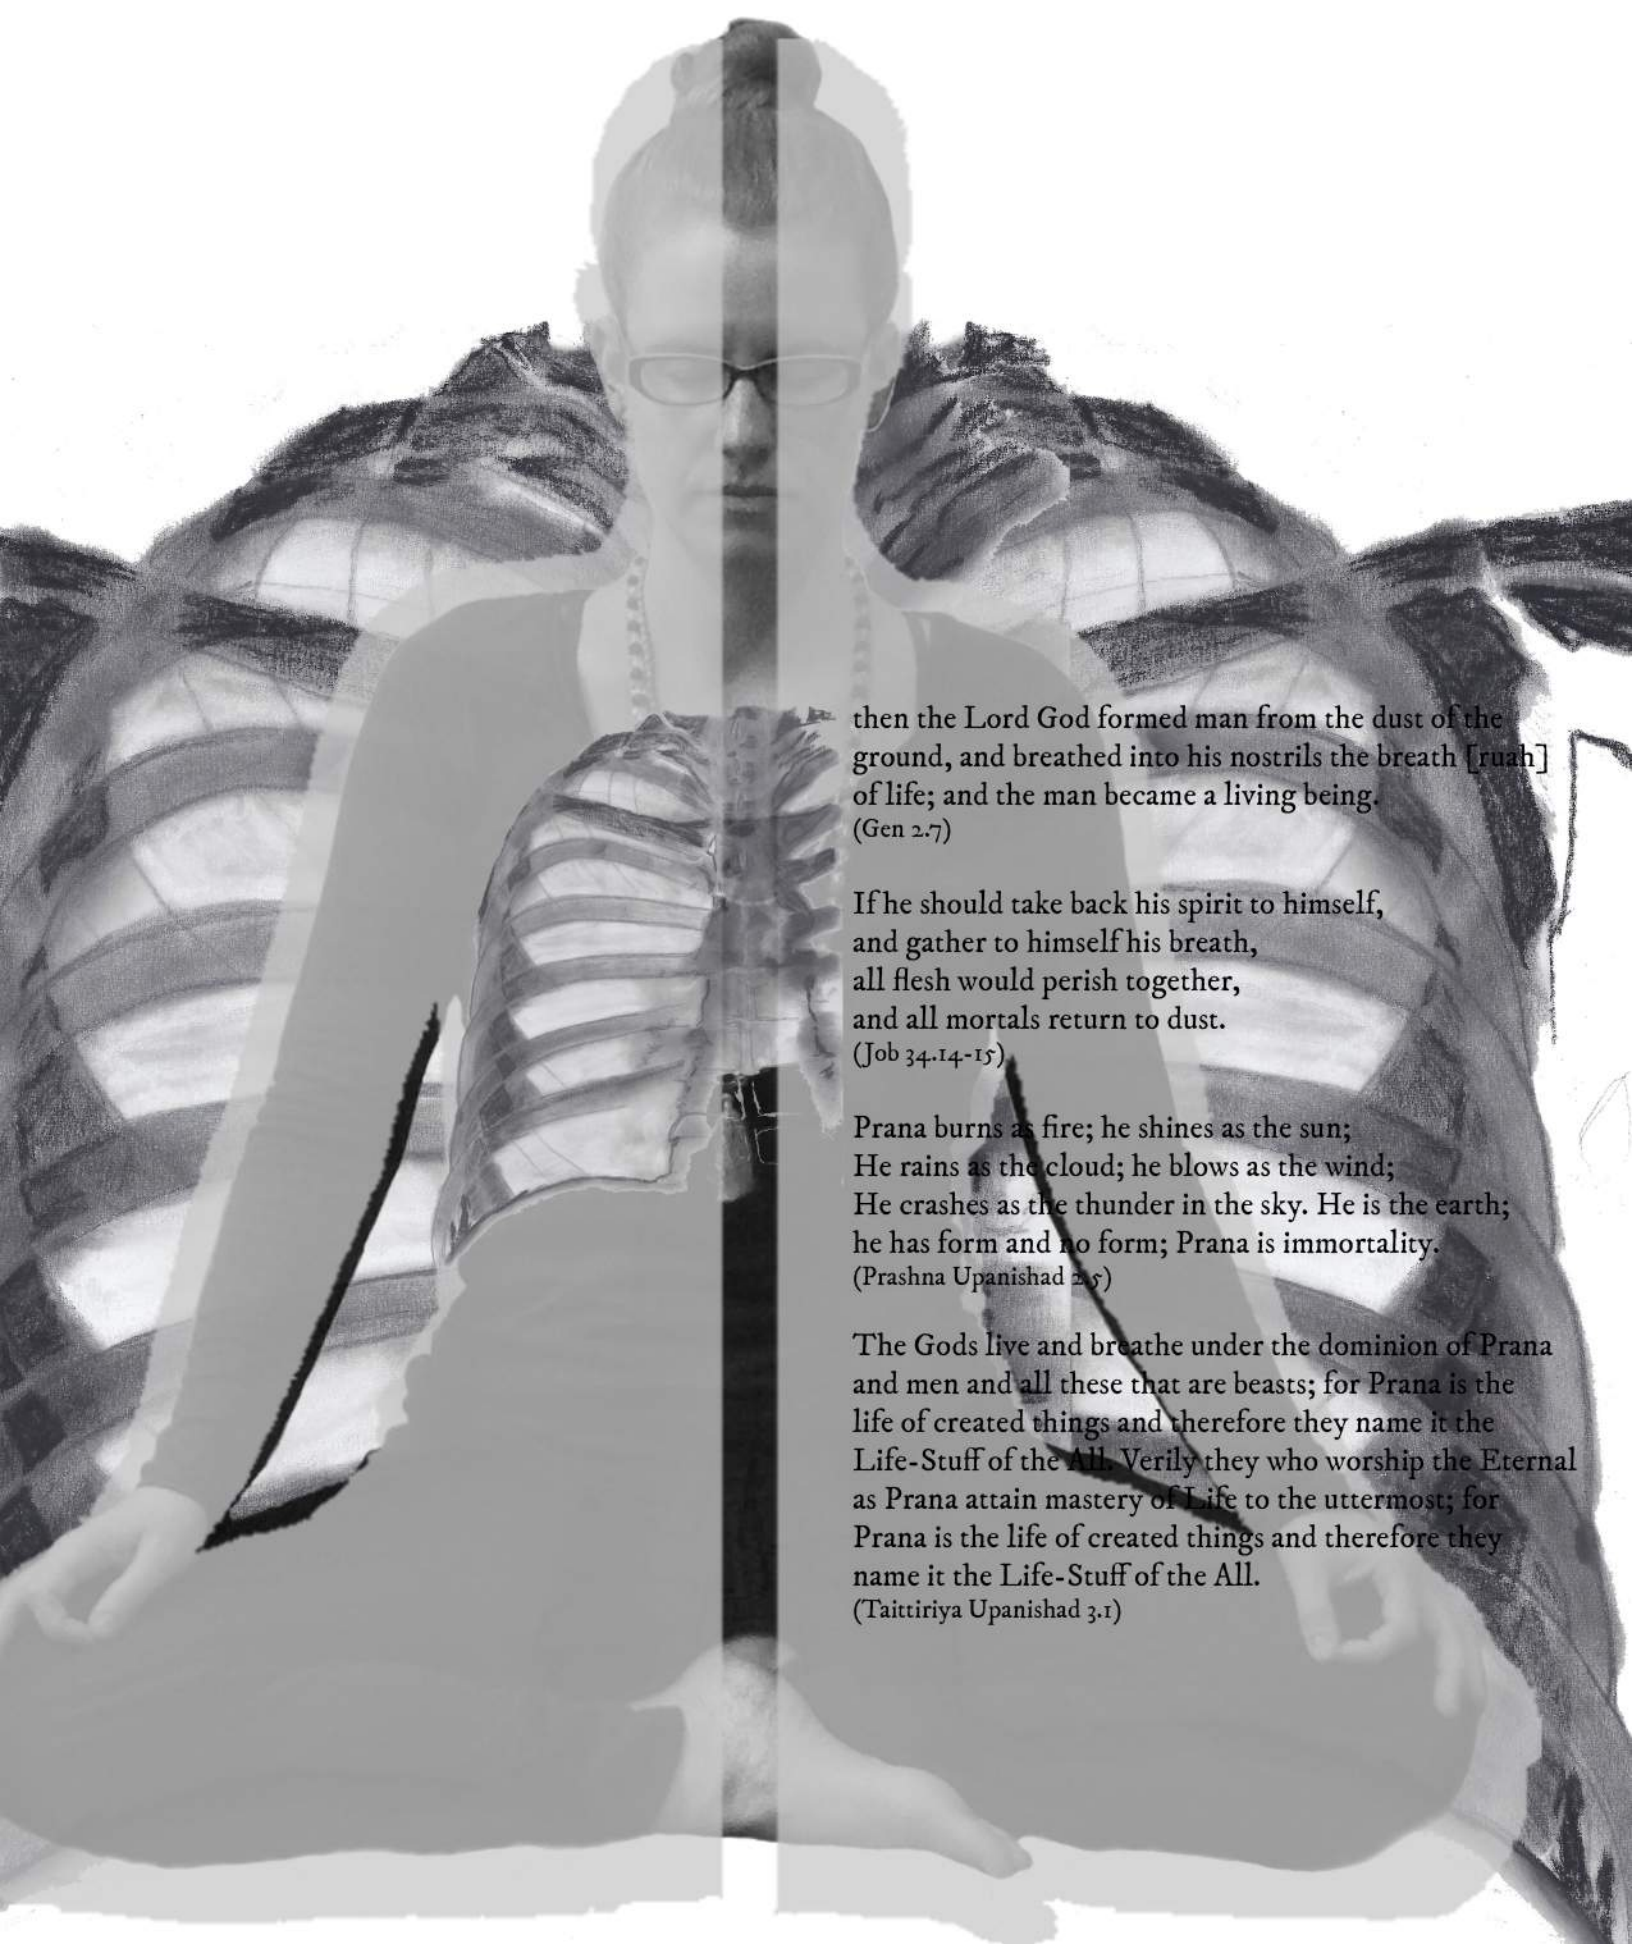 then the Lord God formed man from the dust of the
ground, and breathed into his nostrils the breath [ruah]
of life; and the man became a living being.
(Gen 2.7)
If he should take back his spirit to himself,
and gather to himself his breath,
all flesh would perish together,
and all mortals return to dust.
(Job 34.14-15)
Prana burns as fire; he shines as the sun;
He rains as the cloud; he blows as the wind;
He crashes as the thunder in the sky. He is the earth;
he has form and no form; Prana is immortality.
(Prashna Upanishad 2.5)
The Gods live and breathe under the dominion of Prana
and men and all these that are beasts; for Prana is the
life of created things and therefore they name it the
Life-Stuff of the All. Verily they who worship the Eternal
as Prana attain mastery of Life to the uttermost; for
Prana is the life of created things and therefore they
name it the Life-Stuff of the All.
(Taittiriya Upanishad 3.1)